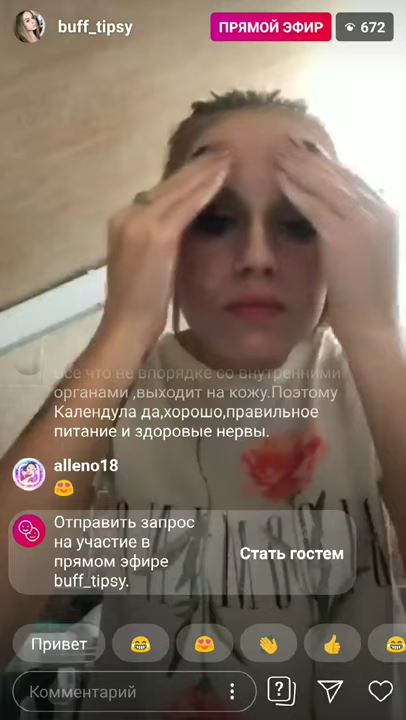 buff_tipsy
ПРЯМОЙ ЭФИР
672
Все что не впорядке со внутренними
органами ,выходит на кожу.Поэтому
Календула да,хорошо,правильное
питание и здоровые нервы.
alleno18
😍
Отправить запрос
на участие в
прямом эфире
buff_tipsy.
Стать гостем
Привет
Комментарий